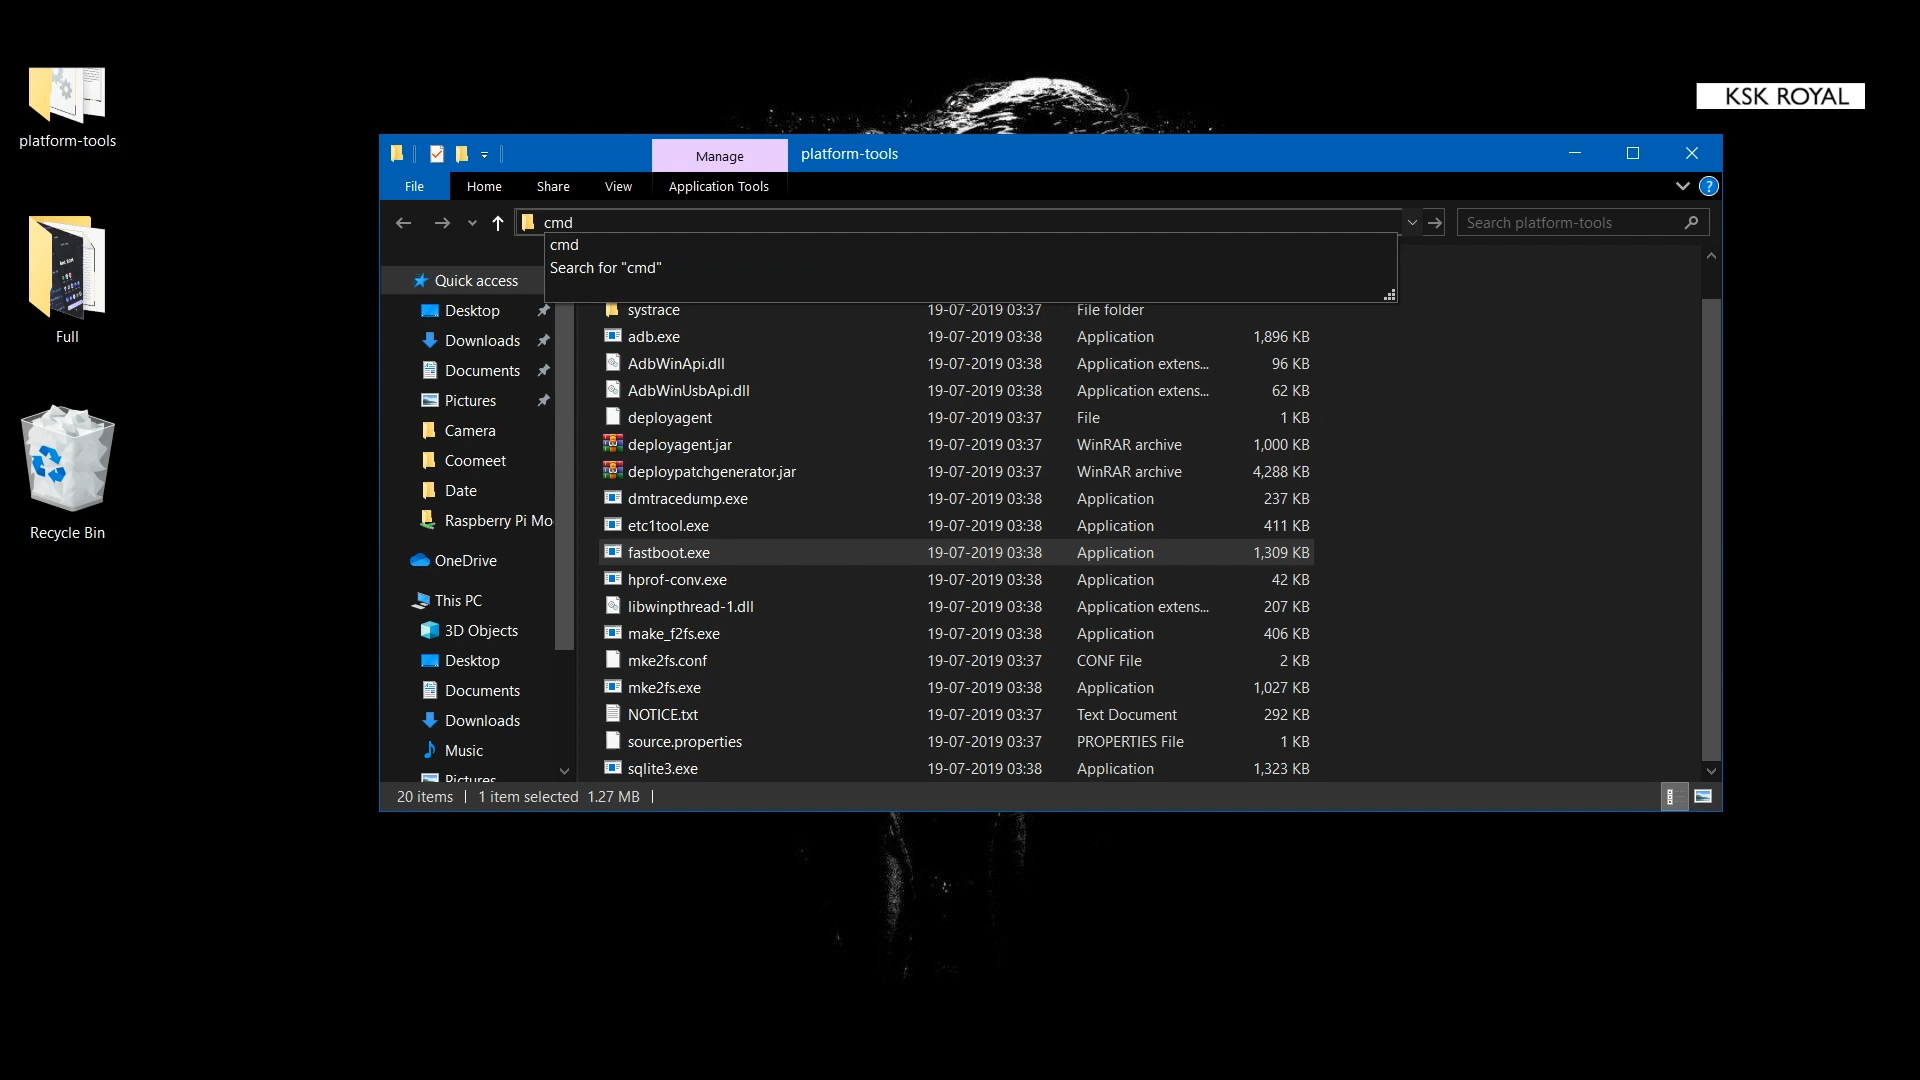 platform-tools
Full
Recycle Bin
KSK ROYAL
Manage
platform-tools
File
Home
Share
View
Application Tools
?
cmd
Search platform-tools
cmd
Search for "cmd"
Quick access
Desktop
Downloads
Documents
Pictures
Camera
Coomeet
Date
Raspberry Pi Mo
OneDrive
This PC
3D Objects
Desktop
Documents
Downloads
Music
Pictures
systrace 19-07-2019 03:37 File folder
adb.exe 19-07-2019 03:38 Application 1,896 KB
AdbWinApi.dll 19-07-2019 03:38 Application extens... 96 KB
AdbWinUsbApi.dll 19-07-2019 03:38 Application extens... 62 KB
deployagent 19-07-2019 03:37 File 1 KB
deployagent.jar 19-07-2019 03:37 WinRAR archive 1,000 KB
deploypatchgenerator.jar 19-07-2019 03:37 WinRAR archive 4,288 KB
dmtracedump.exe 19-07-2019 03:38 Application 237 KB
etc1tool.exe 19-07-2019 03:38 Application 411 KB
fastboot.exe 19-07-2019 03:38 Application 1,309 KB
hprof-conv.exe 19-07-2019 03:38 Application 42 KB
libwinpthread-1.dll 19-07-2019 03:38 Application extens... 207 KB
make_f2fs.exe 19-07-2019 03:38 Application 406 KB
mke2fs.conf 19-07-2019 03:37 CONF File 2 KB
mke2fs.exe 19-07-2019 03:38 Application 1,027 KB
NOTICE.txt 19-07-2019 03:37 Text Document 292 KB
source.properties 19-07-2019 03:37 PROPERTIES File 1 KB
sqlite3.exe 19-07-2019 03:38 Application 1,323 KB
20 items 1 item selected 1.27 MB